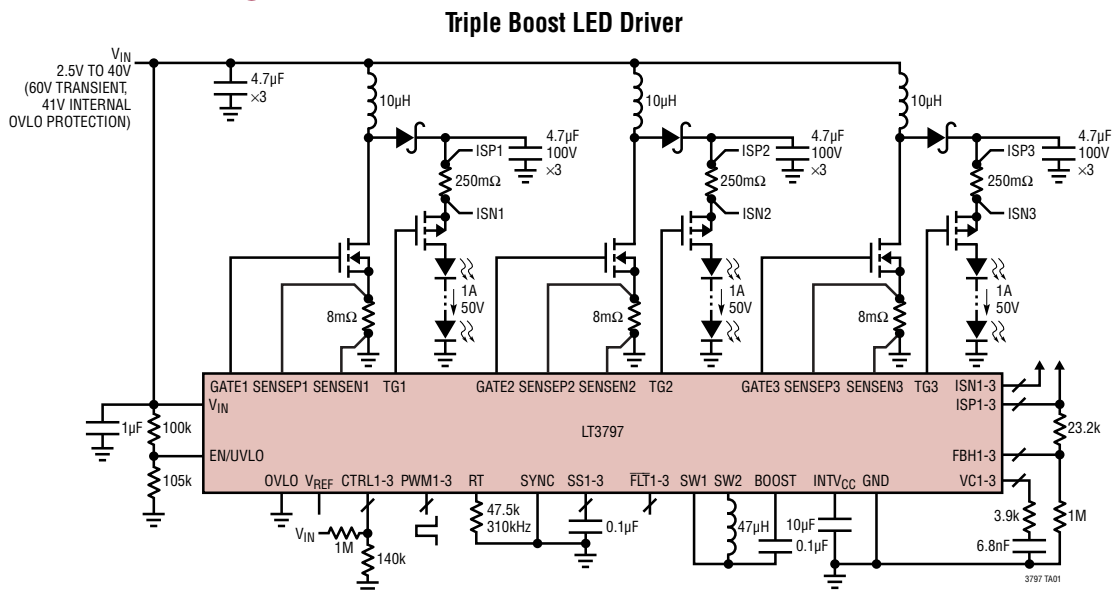 Triple Boost LED Driver
VIN
2.5V TO 40V
(60V TRANSIENT,
41V INTERNAL
OVLO PROTECTION)
4.7µF
×3
10µH
ISP1
250mΩ
ISN1
4.7µF
100V
×3
1A
50V
8mΩ
10µH
ISP2
250mΩ
ISN2
4.7µF
100V
×3
1A
50V
8mΩ
10µH
ISP3
250mΩ
ISN3
4.7µF
100V
×3
1A
50V
8mΩ
GATE1 SENSEP1 SENSEN1 TG1 GATE2 SENSEP2 SENSEN2 TG2 GATE3 SENSEP3 SENSEN3 TG3 ISN1-3
VIN
ISP1-3
1µF
100k
LT3797
23.2k
EN/UVLO
FBH1-3
105k
OVLO VREF CTRL1-3 PWM1-3 RT SYNC SS1-3 FLT1-3 SW1 SW2 BOOST INTVCC GND VC1-3
VIN
1M
140k
47.5k
310kHz
0.1µF
47µH
0.1µF
10µF
3.9k
6.8nF
1M
3797 TA01